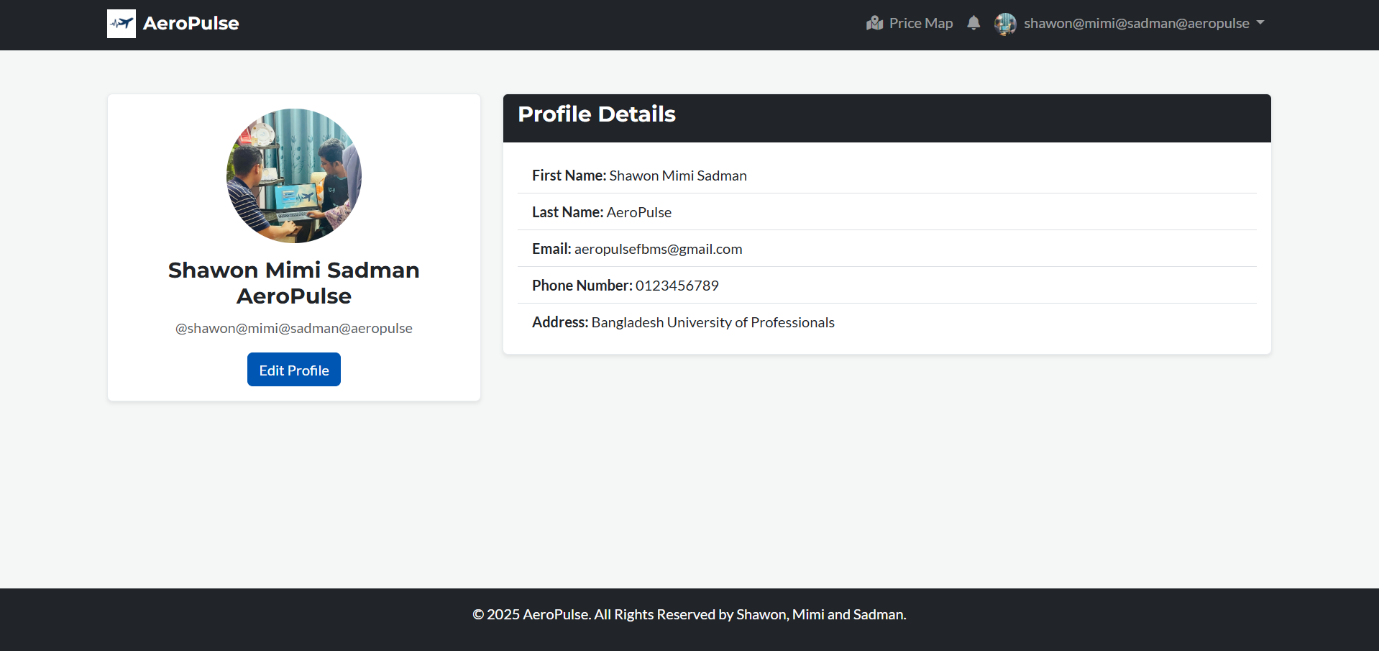 AeroPulse
Price Map
shawon@mimi@sadman@aeropulse
Shawon Mimi Sadman
AeroPulse
@shawon@mimi@sadman@aeropulse
Edit Profile
Profile Details
First Name: Shawon Mimi Sadman
Last Name: AeroPulse
Email: aeropulsefbms@gmail.com
Phone Number: 0123456789
Address: Bangladesh University of Professionals
© 2025 AeroPulse. All Rights Reserved by Shawon, Mimi and Sadman.